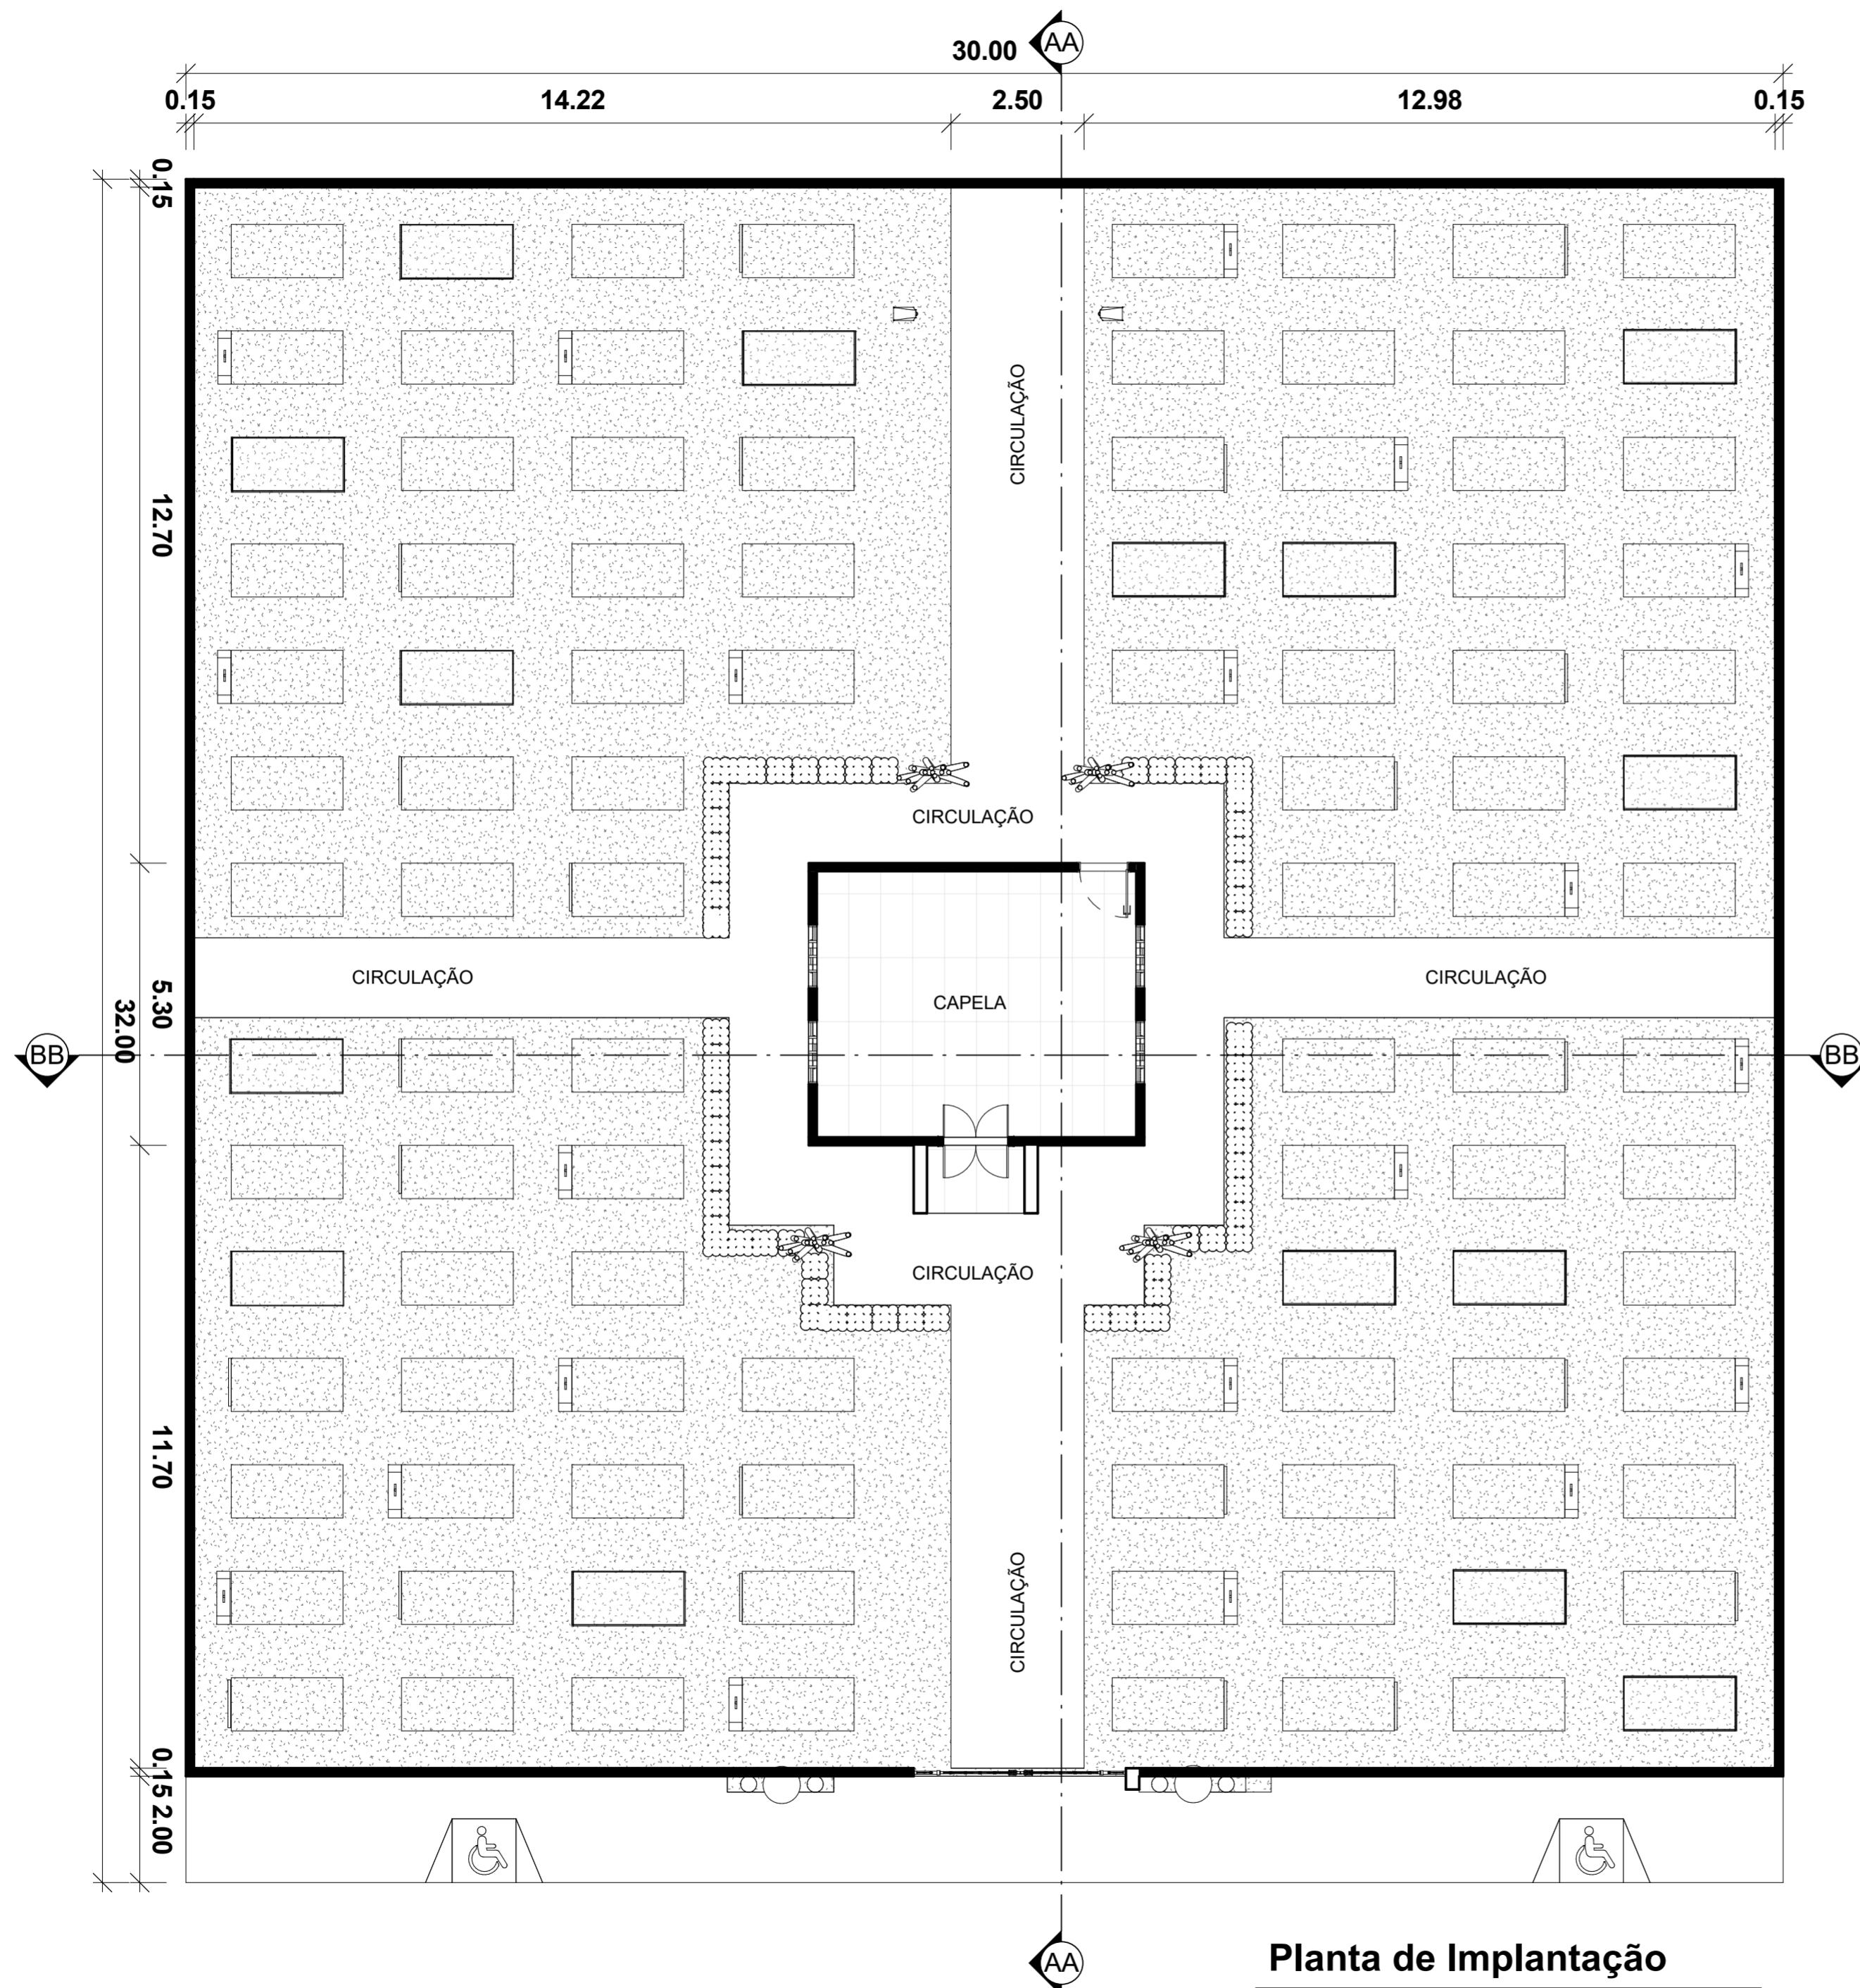 AA
30.00
0.15
14.22
2.50
12.98
0.15
0.15
12.70
CIRCULAÇÃO
CIRCULAÇÃO
CIRCULAÇÃO
CIRCULAÇÃO
5.30
CAPELA
32.00
BB
BB
CIRCULAÇÃO
11.70
CIRCULAÇÃO
0.15
2.00
AA
Planta de Implantação